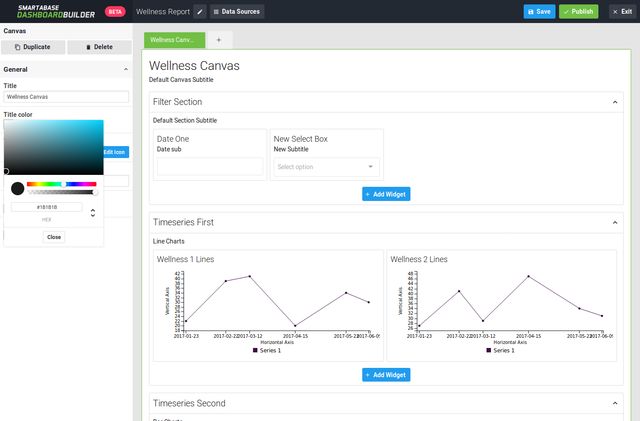 SMARTABASE
DASHBOARDBUILDER
BETA
Wellness Report
Data Sources
Save
Publish
Exit
Canvas
Duplicate
Delete
General
Title
Wellness Canvas
Title color
Edit Icon
#1B1B1B
HEX
Close
Wellness Canv...
+
Wellness Canvas
Default Canvas Subtitle
Filter Section
Default Section Subtitle
Date One
Date sub
New Select Box
New Subtitle
Select option
+ Add Widget
Timeseries First
Line Charts
Wellness 1 Lines
Vertical Axis
42
40
38
36
34
32
30
28
26
24
22
20
18
2017-01-23
2017-02-22
2017-03-12
2017-04-15
2017-05-23
2017-06-0
Horizontal Axis
Series 1
Wellness 2 Lines
Vertical Axis
48
46
44
42
40
38
36
34
32
30
28
26
2017-01-23
2017-02-22
2017-03-12
2017-04-15
2017-05-23
2017-06-0
Horizontal Axis
Series 1
+ Add Widget
Timeseries Second